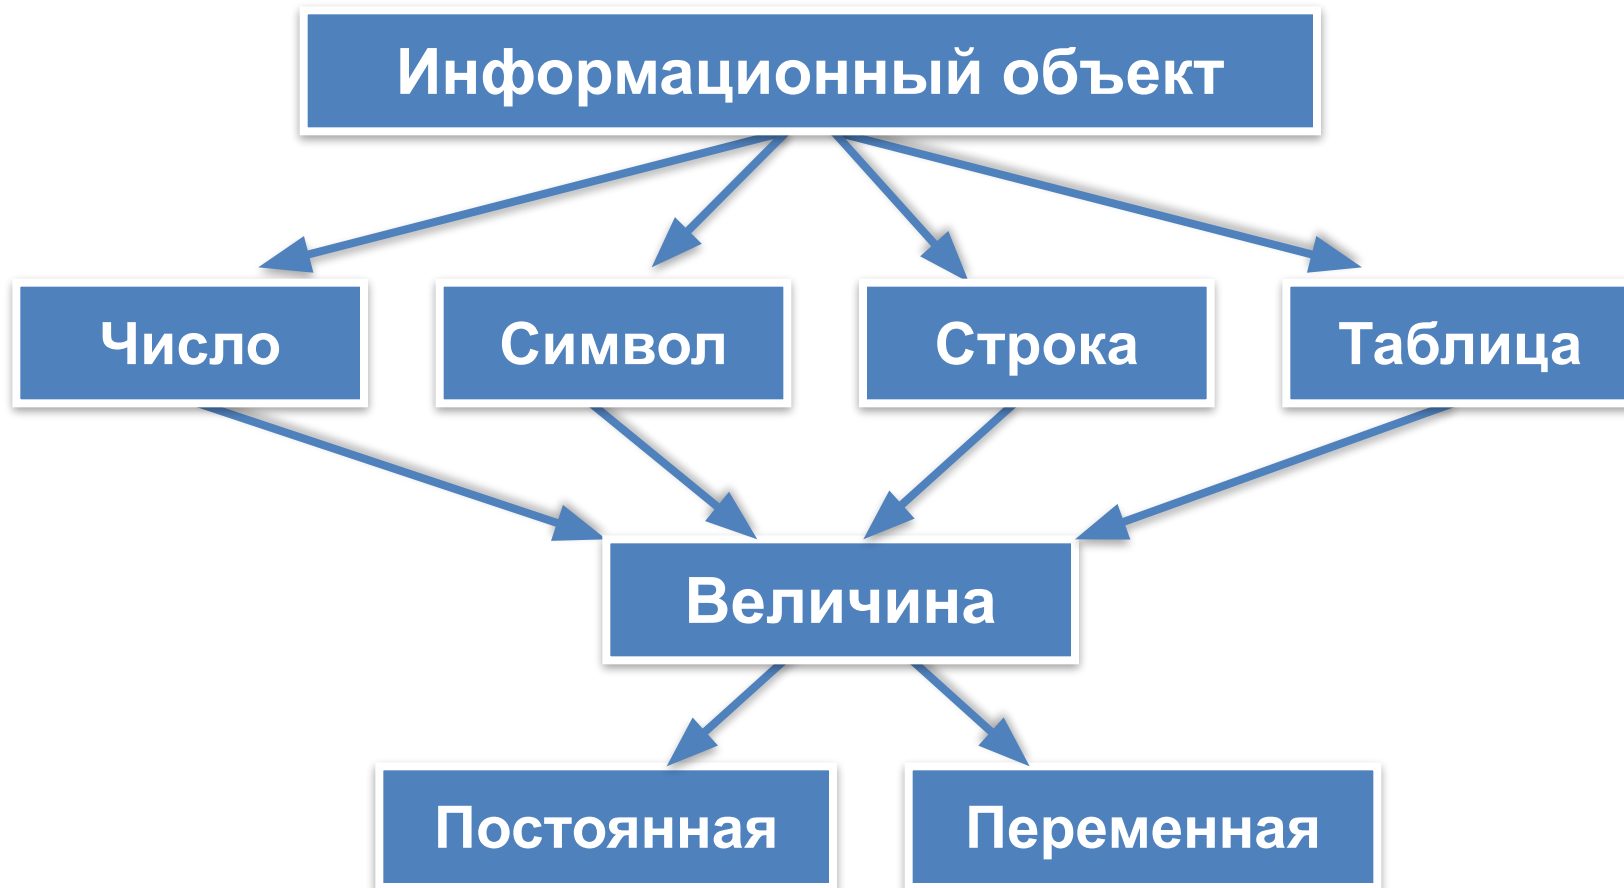 Информационный объект
Число
Символ
Строка
Таблица
Величина
Постоянная
Переменная